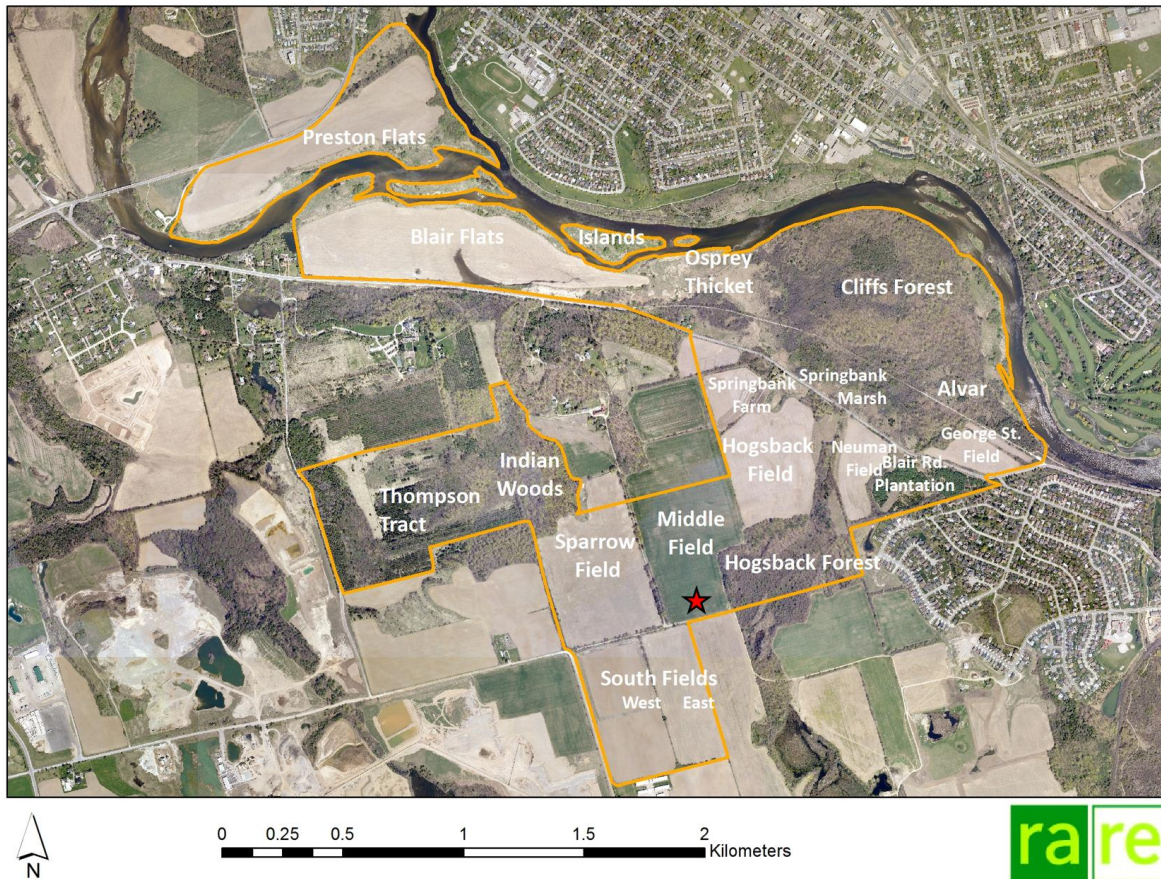 Preston Flats
Blair Flats
Islands
Osprey
Thicket
Cliffs Forest
Springbank
Farm
Springbank
Marsh
Alvar
George St.
Field
Neuman
Field
Blair Rd.
Plantation
Hogsback
Field
Indian
Woods
Thompson
Tract
Middle
Field
Sparrow
Field
Hogsback Forest
South Fields
West East
0 0.25 0.5 1 1.5 2
Kilometers
N
rare